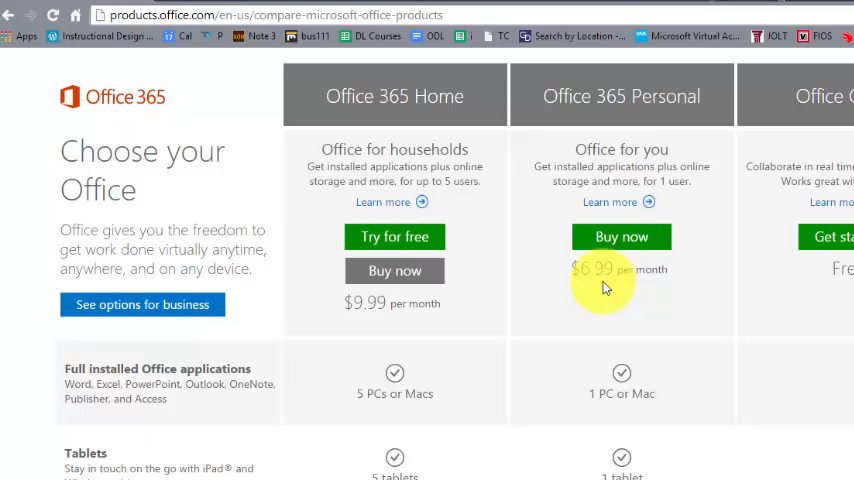 products.office.com/en-us/compare-microsoft-office-products
Apps
Instructional Design ...
Cal
P
Note 3
bus111
DL Courses
ODL
TC
Search by Location -...
Microsoft Virtual Ac...
JOLT
FIOS
Office 365
Office 365 Home
Office 365 Personal
Office
Choose your
Office
Office gives you the freedom to
get work done virtually anytime,
anywhere, and on any device.
See options for business
Office for households
Get installed applications plus online
storage and more, for up to 5 users.
Learn more
Try for free
Buy now
$9.99 per month
Office for you
Get installed applications plus online
storage and more, for 1 user.
Learn more
Buy now
$6.99 per month
Collaborate in real time
Works great wi
Learn mo
Get sta
Fre
Full installed Office applications
Word, Excel, PowerPoint, Outlook, OneNote,
Publisher, and Access
5 PCs or Macs
1 PC or Mac
Tablets
Stay in touch on the go with iPad® and
5 tablets
1 tablet